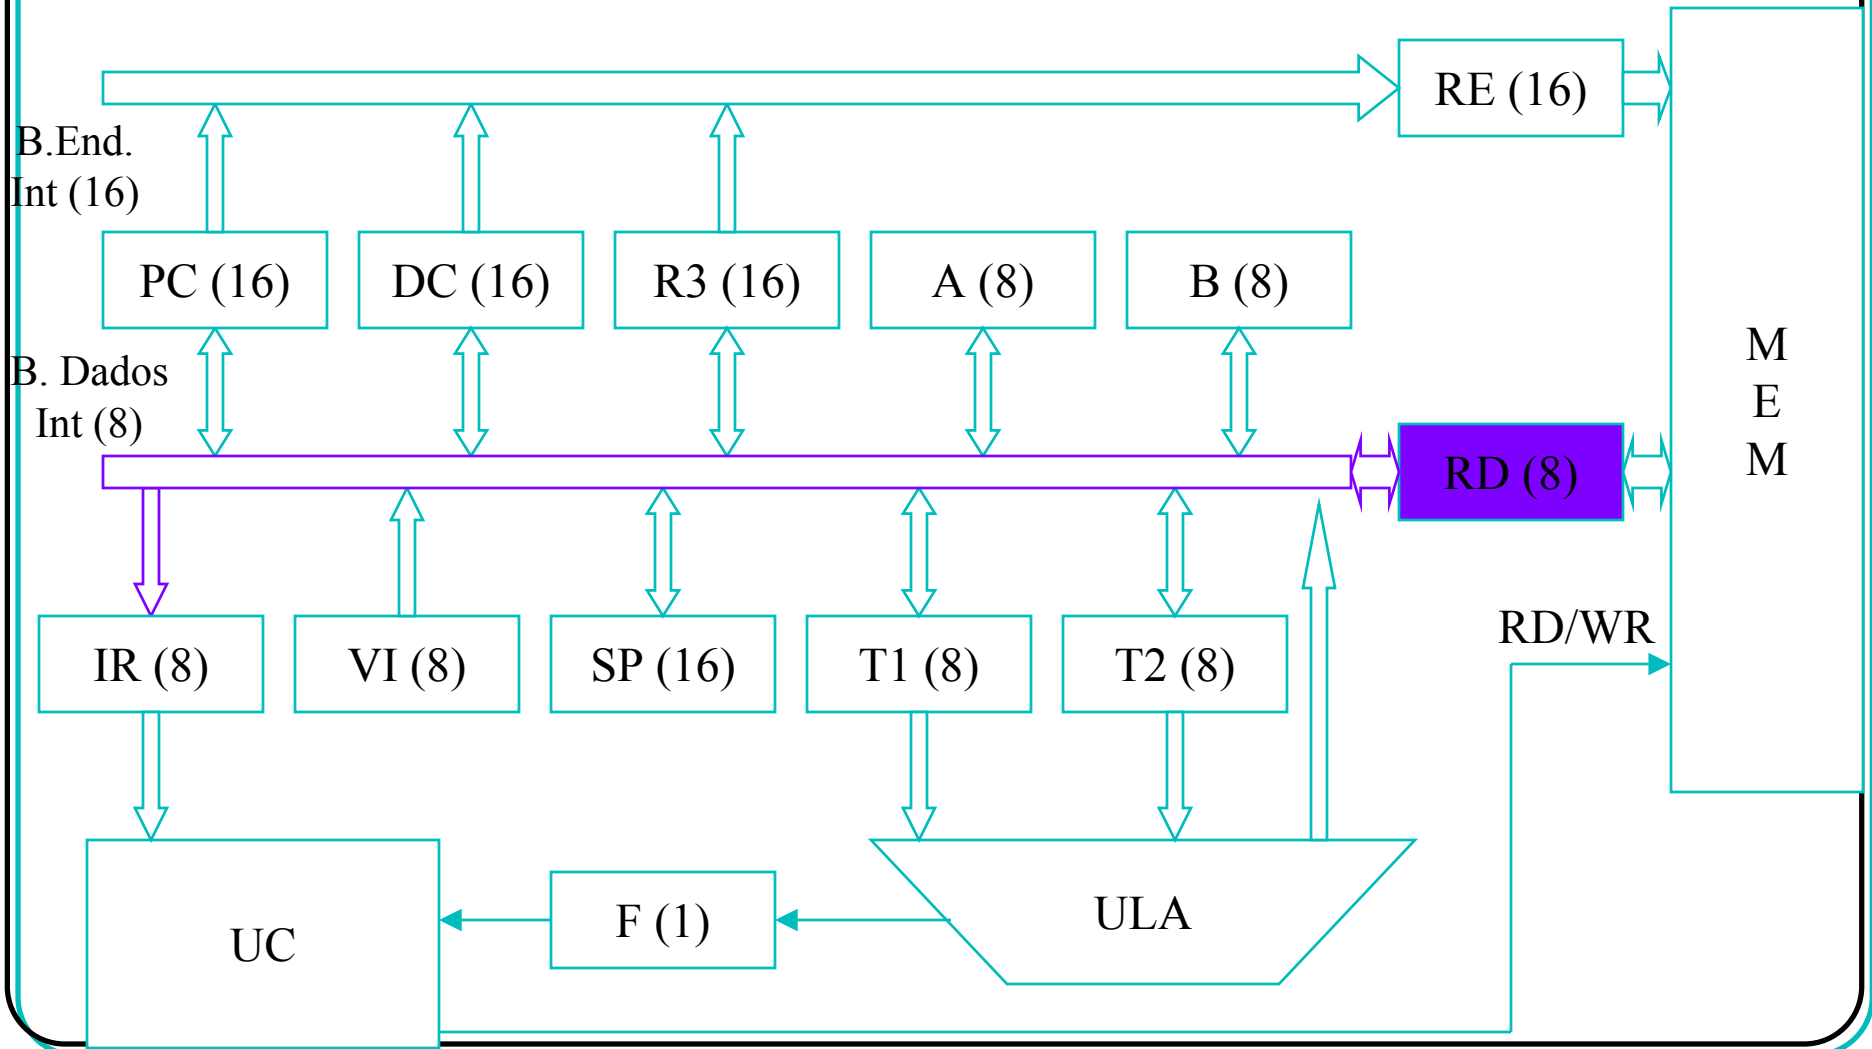 RE (16)
B.End.
Int (16)
PC (16)
DC (16)
R3 (16)
A (8)
B (8)
M
E
M
B. Dados
Int (8)
RD (8)
RD/WR
IR (8)
VI (8)
SP (16)
T1 (8)
T2 (8)
UC
F (1)
ULA